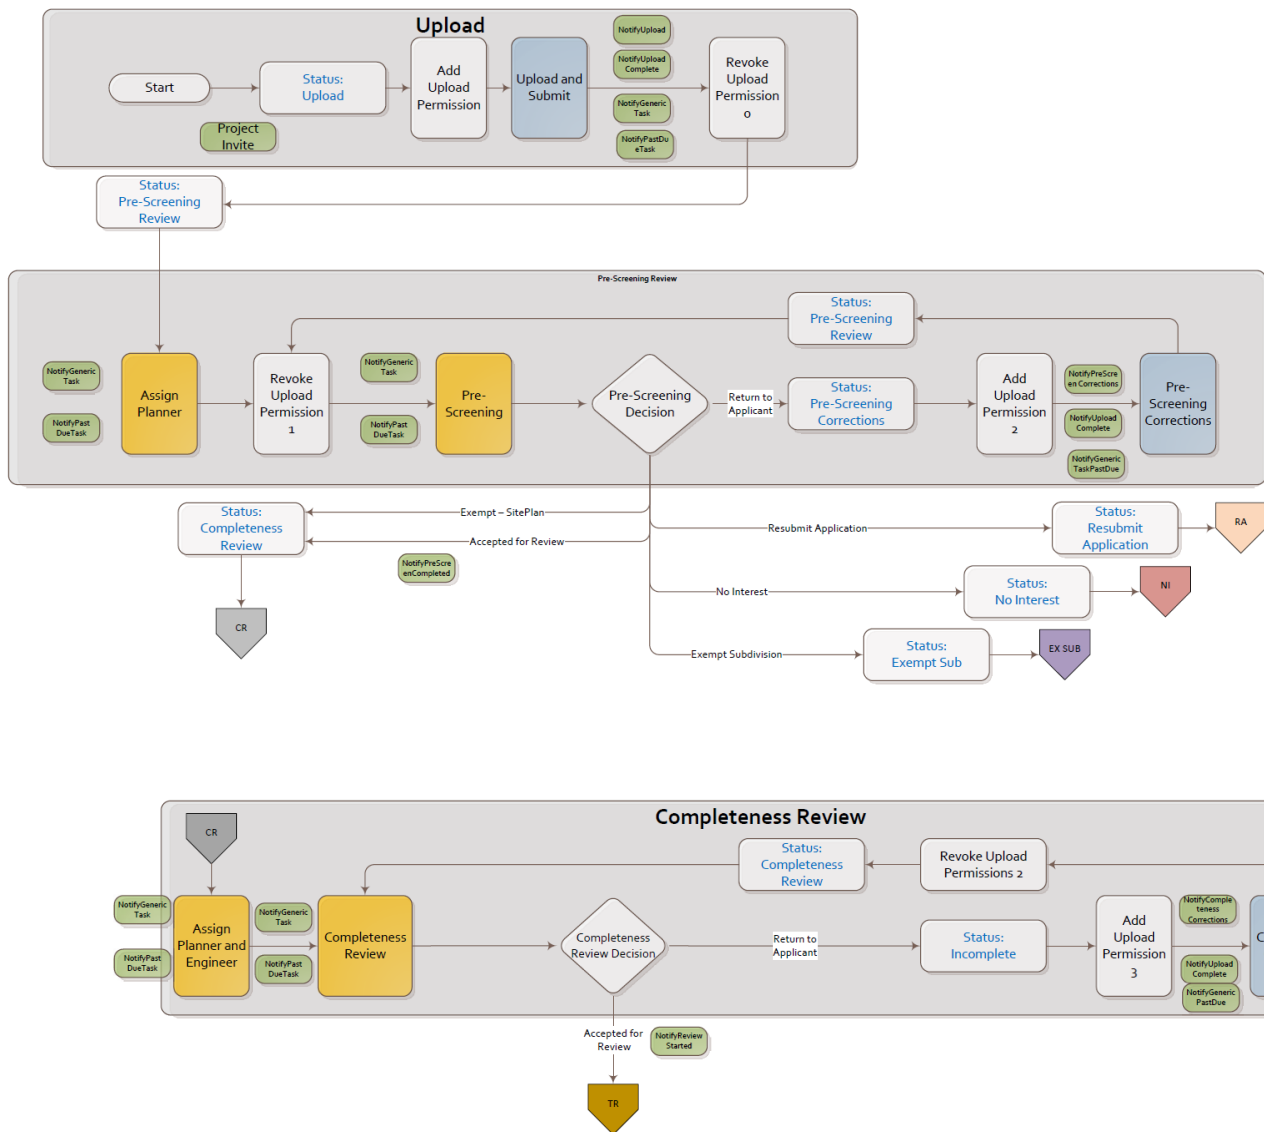 Upload
NotifyUpload
NotifyUpload
Complete
NotifyGeneric
Task
NotifyPastDu
eTask
Start
Status:
Upload
Add
Upload
Permission
Upload and
Submit
Revoke
Upload
Permission
0
Project
Invite
Status:
Pre-Screening
Review
Pre-Screening Review
Status:
Pre-Screening
Review
NotifyGeneric
Task
NotifyPast
DueTask
Assign
Planner
Revoke
Upload
Permission
1
NotifyGeneric
Task
NotifyPast
DueTask
Pre-
Screening
Pre-Screening
Decision
Return to
Applicant
Status:
Pre-Screening
Corrections
Add
Upload
Permission
2
NotifyPreScre
en Corrections
NotifyUpload
Complete
NotifyGeneric
TaskPastDue
Pre-
Screening
Corrections
Status:
Completeness
Review
Exempt – SitePlan
Accepted for Review
NotifyPreScre
enCompleted
CR
Resubmit Application
Status:
Resubmit
Application
RA
No Interest
Status:
No Interest
NI
Exempt Subdivision
Status:
Exempt Sub
EX SUB
Completeness Review
CR
Status:
Completeness
Review
Revoke Upload
Permissions 2
NotifyGeneric
Task
NotifyPast
DueTask
Assign
Planner and
Engineer
NotifyGeneric
Task
NotifyPast
DueTask
Completeness
Review
Completeness
Review Decision
Return to
Applicant
Status:
Incomplete
Add
Upload
Permission
3
NotifyComple
teness
Corrections
NotifyUpload
Complete
NotifyGeneric
PastDue
C
Accepted for
Review
NotifyReview
Started
TR